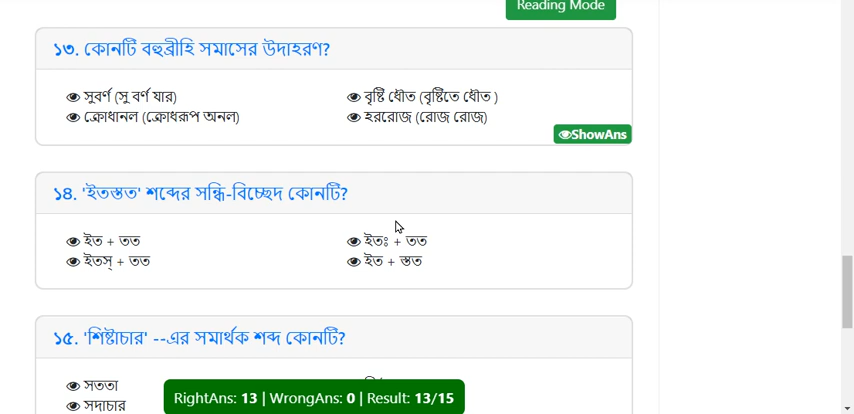 Reading Mode
১৩. কোনটি বহুব্রীহি সমাসের উদাহরণ?
সুবর্ণ (সু বর্ণ যার)
বৃষ্টি ধৌত (বৃষ্টিতে ধৌত )
ক্রোধানল (ক্রোধরূপ অনল)
হররোজ (রোজ রোজ)
ShowAns
১৪. 'ইতস্তত' শব্দের সন্ধি-বিচ্ছেদ কোনটি?
ইত + তত
ইতঃ + তত
ইতস্ + তত
ইত + স্তত
১৫. 'শিষ্টাচার' --এর সমার্থক শব্দ কোনটি?
সততা
সদাচার
RightAns: 13 | WrongAns: 0 | Result: 13/15